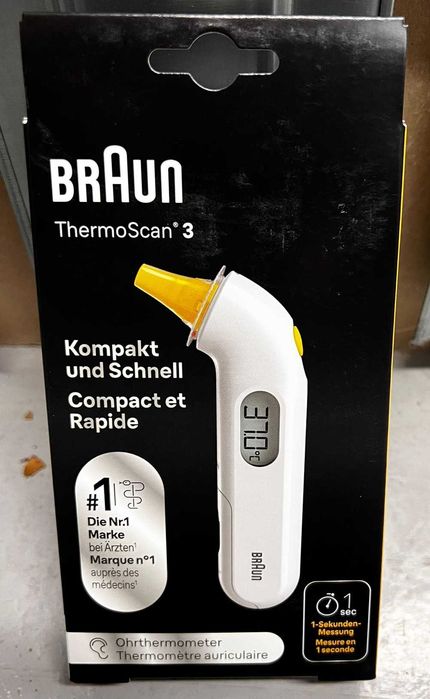 BRAUN
ThermoScan® 3
Kompakt
und Schnell
Compact et
Rapide
37.0 °C
BRAUN
#1
Die Nr.1
Marke
bei Ärzten¹
Marque n°1
auprès des
médecins¹
1
sec
1-Sekunden-
Messung
Mesure en
1 seconde
Ohrthermometer
Thermomètre auriculaire